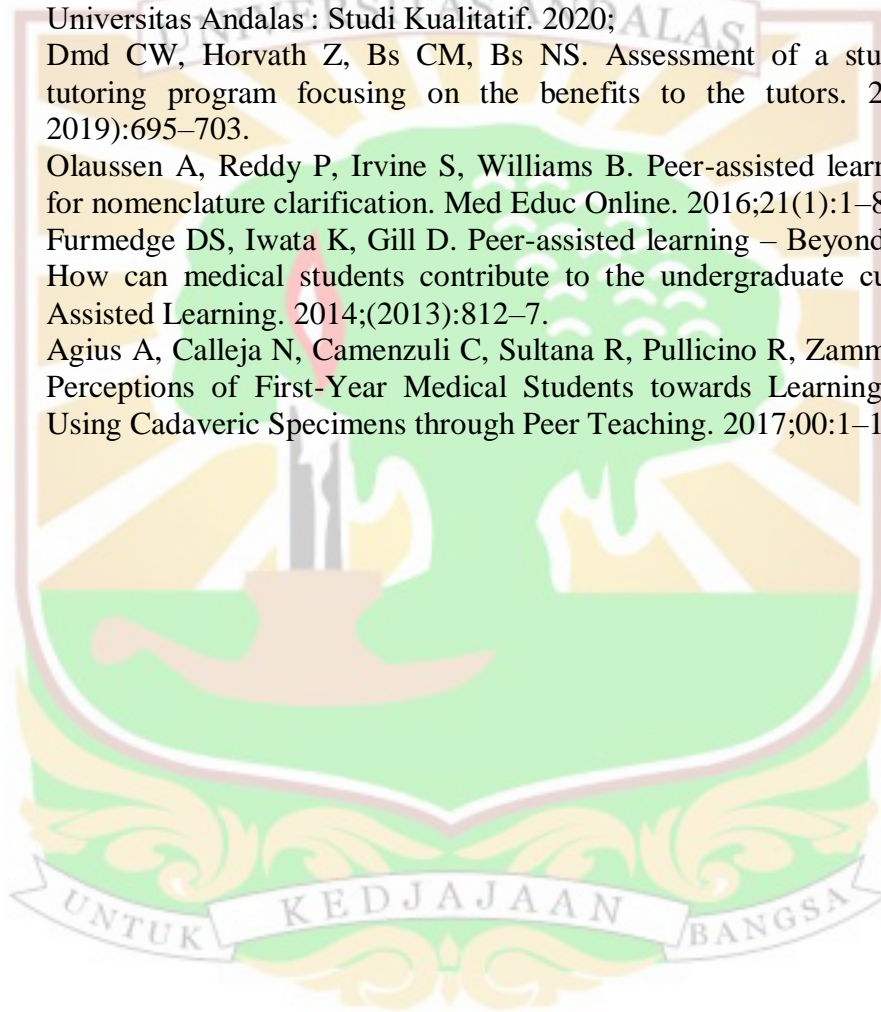 UNIVERSITAS ANDALAS
Universitas Andalas : Studi Kualitatif. 2020;
Dmd CW, Horvath Z, Bs CM, Bs NS. Assessment of a stu
tutoring program focusing on the benefits to the tutors. 2
2019):695–703.
Olaussen A, Reddy P, Irvine S, Williams B. Peer-assisted learn
for nomenclature clarification. Med Educ Online. 2016;21(1):1–8
Furmedge DS, Iwata K, Gill D. Peer-assisted learning – Beyond
How can medical students contribute to the undergraduate cu
Assisted Learning. 2014;(2013):812–7.
Agius A, Calleja N, Camenzuli C, Sultana R, Pullicino R, Zamm
Perceptions of First-Year Medical Students towards Learning
Using Cadaveric Specimens through Peer Teaching. 2017;00:1–1
UNTUK KEDJAJAAN BANGSA